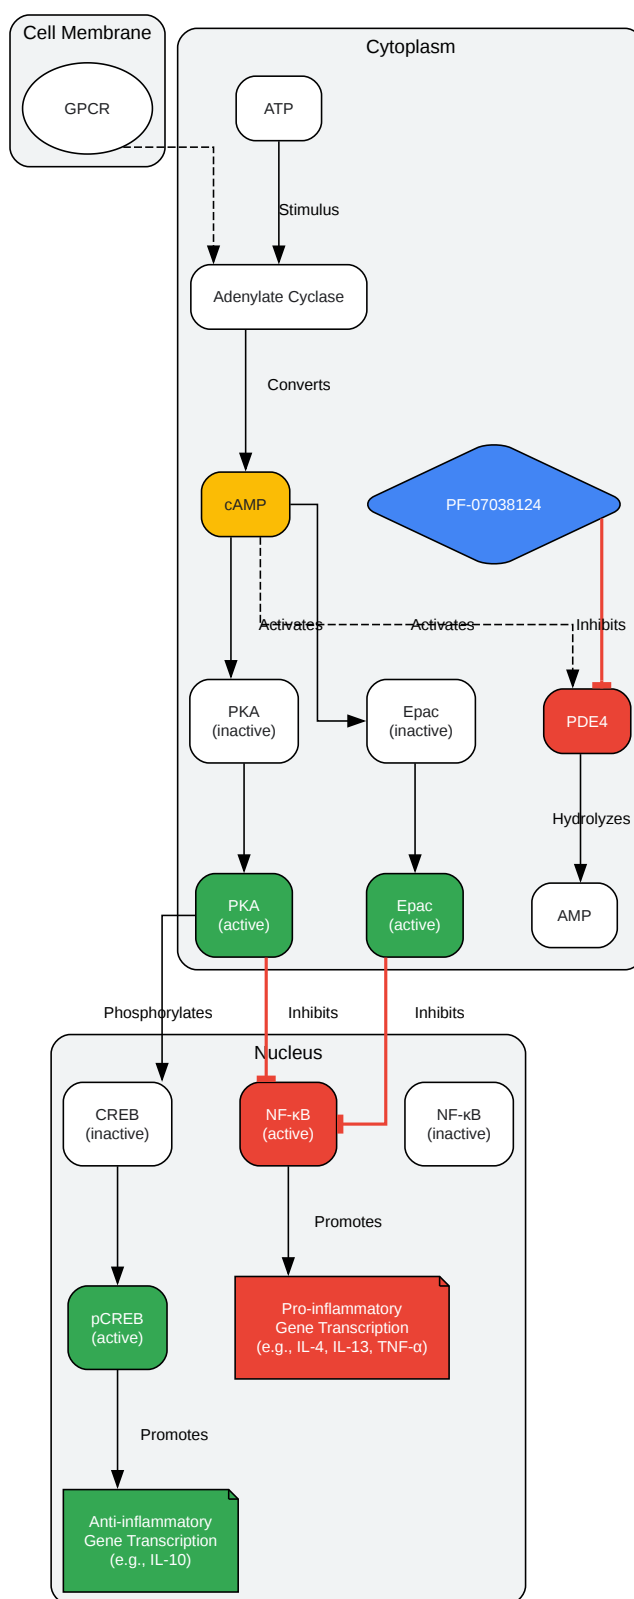 Cell Membrane
Cytoplasm
GPCR
ATP
Stimulus
Adenylate Cyclase
Converts
cAMP
PF-07038124
Activates
Activates
Inhibits
PKA
(inactive)
Epac
(inactive)
PDE4
Hydrolyzes
PKA
(active)
Epac
(active)
AMP
Phosphorylates
Inhibits
Inhibits
Nucleus
CREB
(inactive)
NF-κB
(active)
NF-κB
(inactive)
Promotes
pCREB
(active)
Pro-inflammatory
Gene Transcription
(e.g., IL-4, IL-13, TNF-α)
Promotes
Anti-inflammatory
Gene Transcription
(e.g., IL-10)